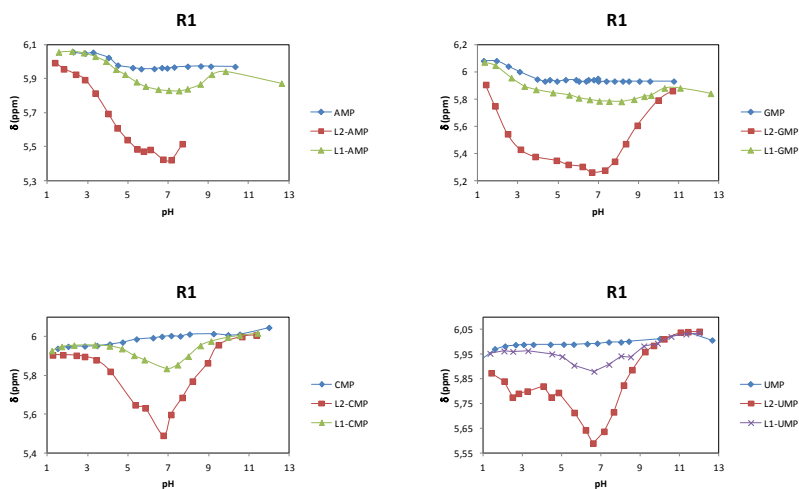 R1
6,1
5,9
5,7
5,5
5,3
δ (ppm)
1 3 5 7 9 11 13
pH
AMP
L2-AMP
L1-AMP
R1
6,2
6
5,8
5,6
5,4
5,2
δ (ppm)
1 3 5 7 9 11 13
pH
GMP
L2-GMP
L1-GMP
R1
6
5,8
5,6
5,4
δ (ppm)
1 3 5 7 9 11 13
pH
CMP
L2-CMP
L1-CMP
R1
6,05
5,95
5,85
5,75
5,65
5,55
δ (ppm)
1 3 5 7 9 11 13
pH
UMP
L2-UMP
L1-UMP